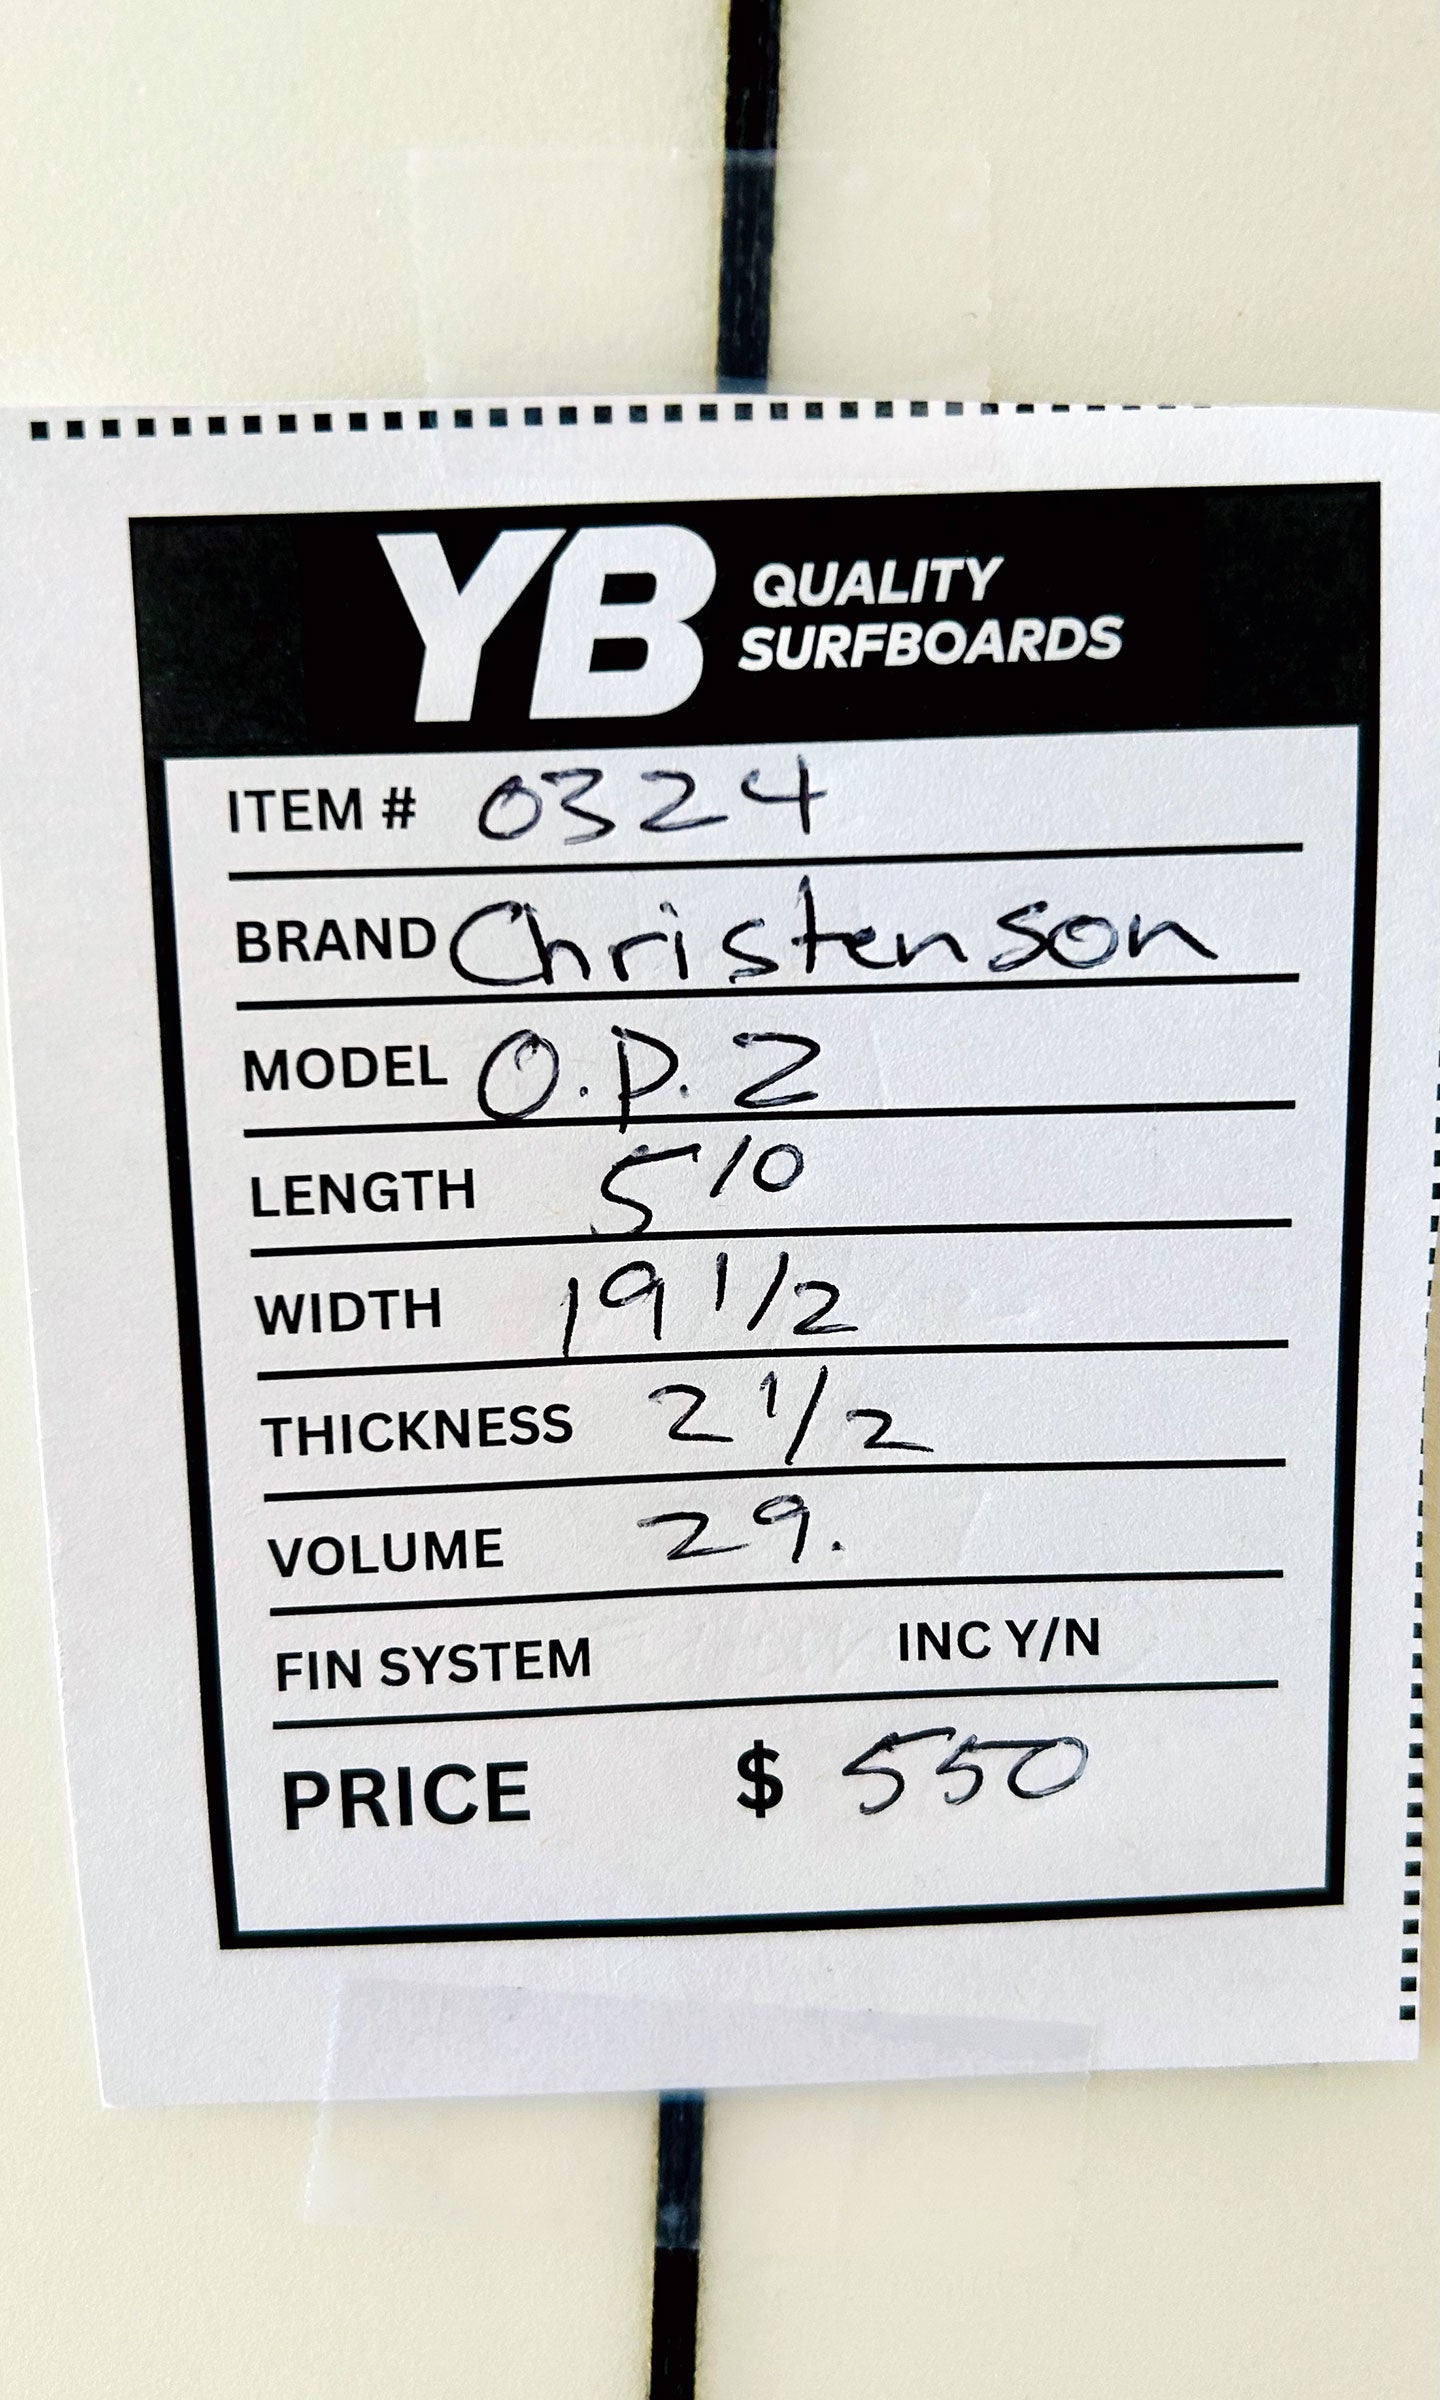 YB QUALITY
SURFBOARDS
ITEM # 0324
BRAND Christenson
MODEL O.P.2
LENGTH 5 10
WIDTH 19 1/2
THICKNESS 2 1/2
VOLUME 29.
FIN SYSTEM INC Y/N
PRICE $ 550